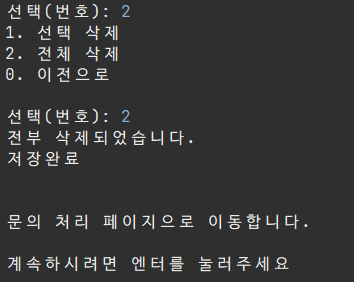 선택(번호): 2
1. 선택 삭제
2. 전체 삭제
0. 이전으로
선택(번호): 2
전부 삭제되었습니다.
저장완료
문의 처리 페이지으로 이동합니다.
계속하시려면 엔터를 눌러주세요